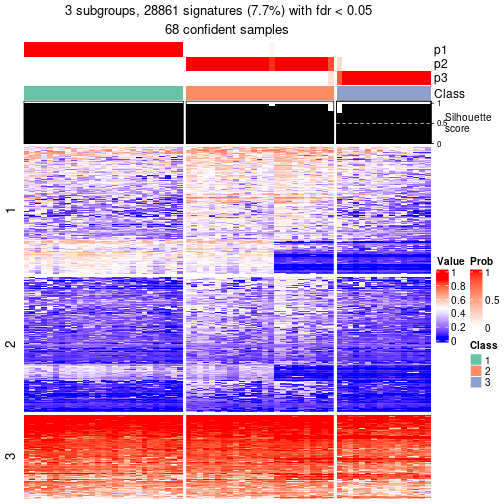 3 subgroups, 28861 signatures (7.7%) with fdr < 0.05
68 confident samples
p1
p2
p3
Class
1
0.5
0
Silhouette
score
1
2
3
Value
1
0.8
0.6
0.4
0.2
0
Prob
1
0.5
0
Class
1
2
3